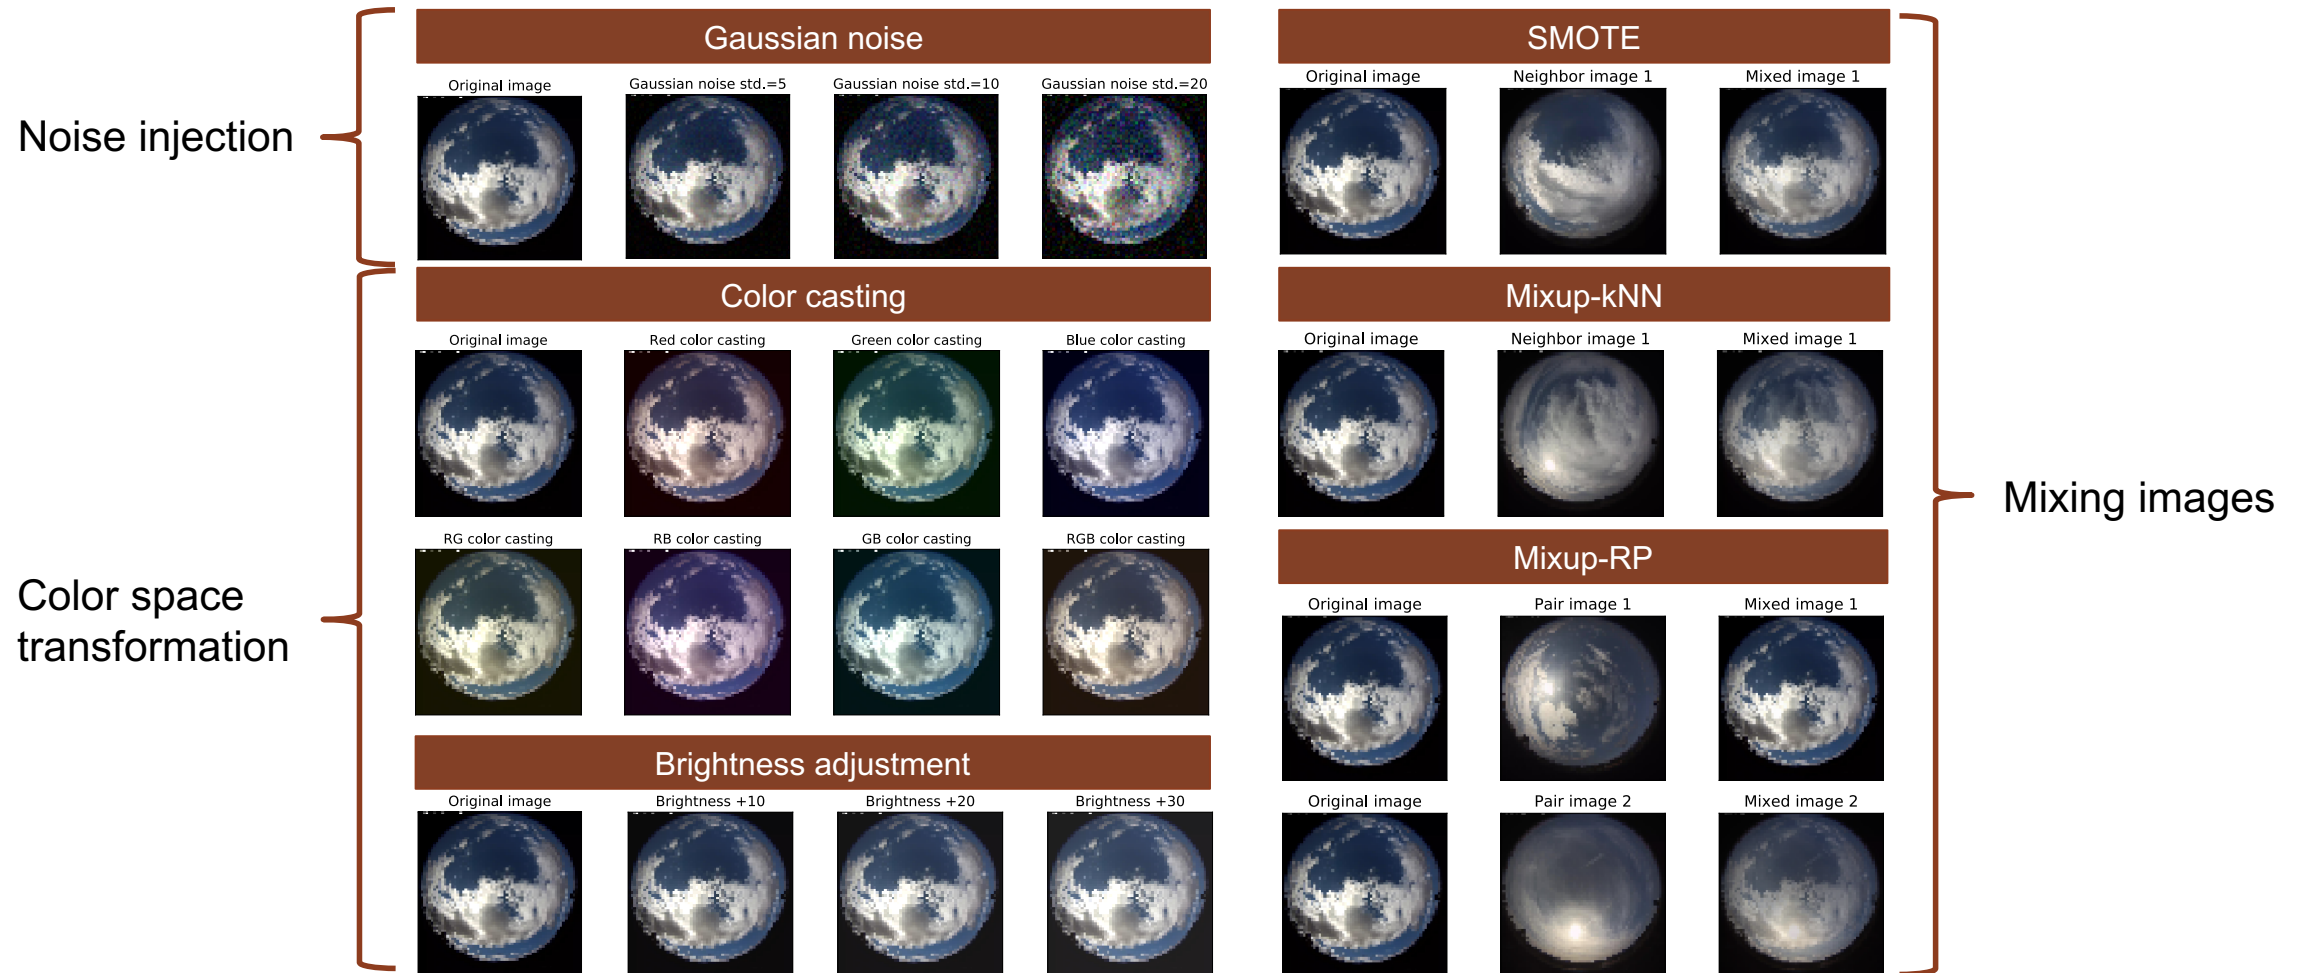 Noise injection
Gaussian noise
Original image
Gaussian noise std.=5
Gaussian noise std.=10
Gaussian noise std.=20
Color space
transformation
Color casting
Original image
Red color casting
Green color casting
Blue color casting
RG color casting
RB color casting
GB color casting
RGB color casting
Brightness adjustment
Original image
Brightness +10
Brightness +20
Brightness +30
SMOTE
Original image
Neighbor image 1
Mixed image 1
Mixup-kNN
Original image
Neighbor image 1
Mixed image 1
Mixup-RP
Original image
Pair image 1
Mixed image 1
Original image
Pair image 2
Mixed image 2
Mixing images